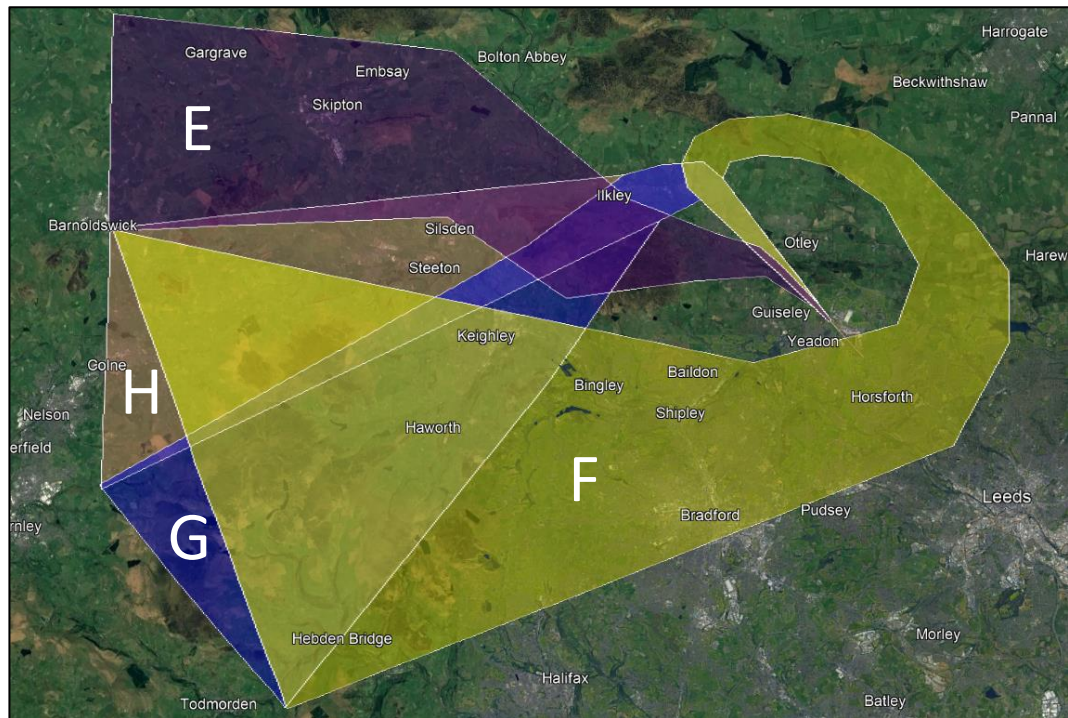 Harrogate
Gargrave
Bolton Abbey
Embsay
Beckwithshaw
Skipton
Pannal
E
Ilkley
Barnoldswick
Silsden
Otley
Harew
Steeton
Guiseley
Keighley
Yeadon
Colne
Baildon
H
Bingley
Horsforth
Nelson
Shipley
Haworth
erfield
F
Leeds
Pudsey
Bradford
rnley
G
Hebden Bridge
Morley
Halifax
Todmorden
Batley